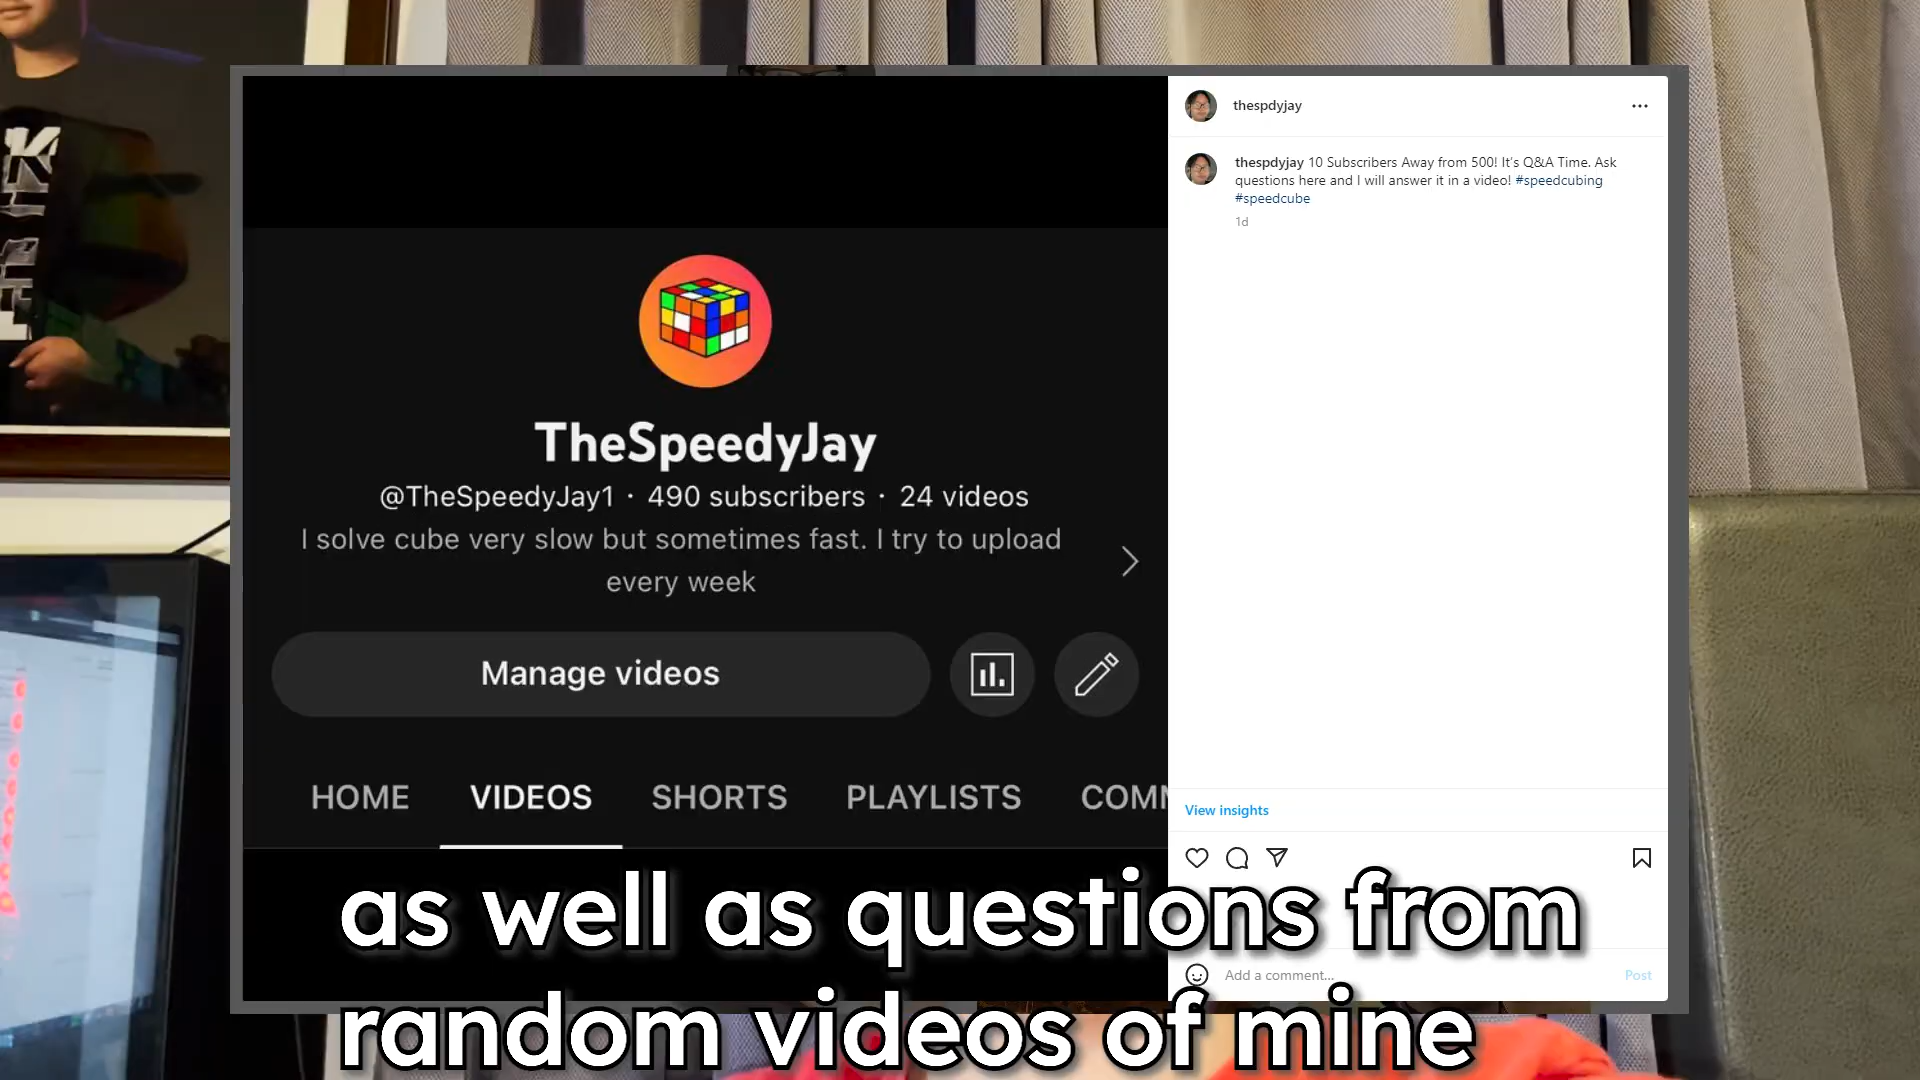 thespdyjay
thespdyjay 10 Subscribers Away from 500! It's Q&A Time. Ask
questions here and I will answer it in a video! #speedcubing
#speedcube
1d
TheSpeedyJay
@TheSpeedyJay1 · 490 subscribers · 24 videos
I solve cube very slow but sometimes fast. I try to upload
every week
Manage videos
HOME VIDEOS SHORTS PLAYLISTS COMM
View insights
Add a comment...
Post
as well as questions from
random videos of mine